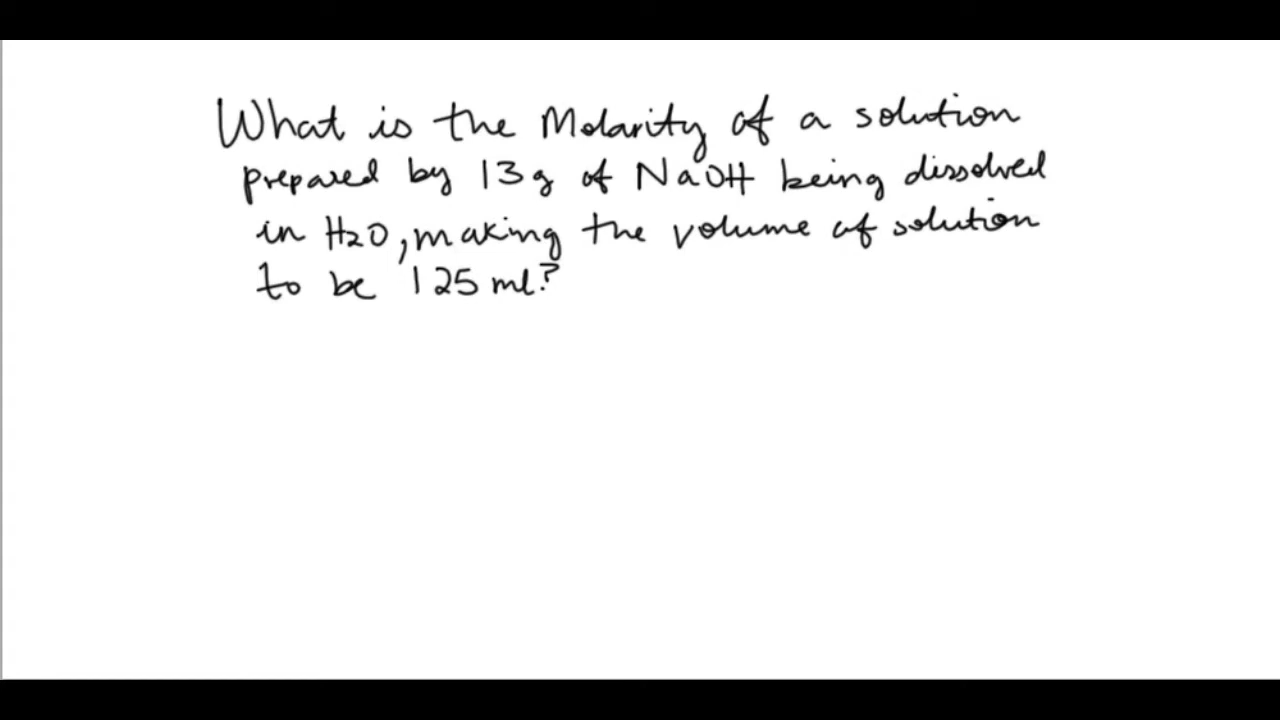 What is the Molarity of a solution
prepared by 13g of NaOH being dissolved
in H2O, making the volume of solution
to be 125 ml?